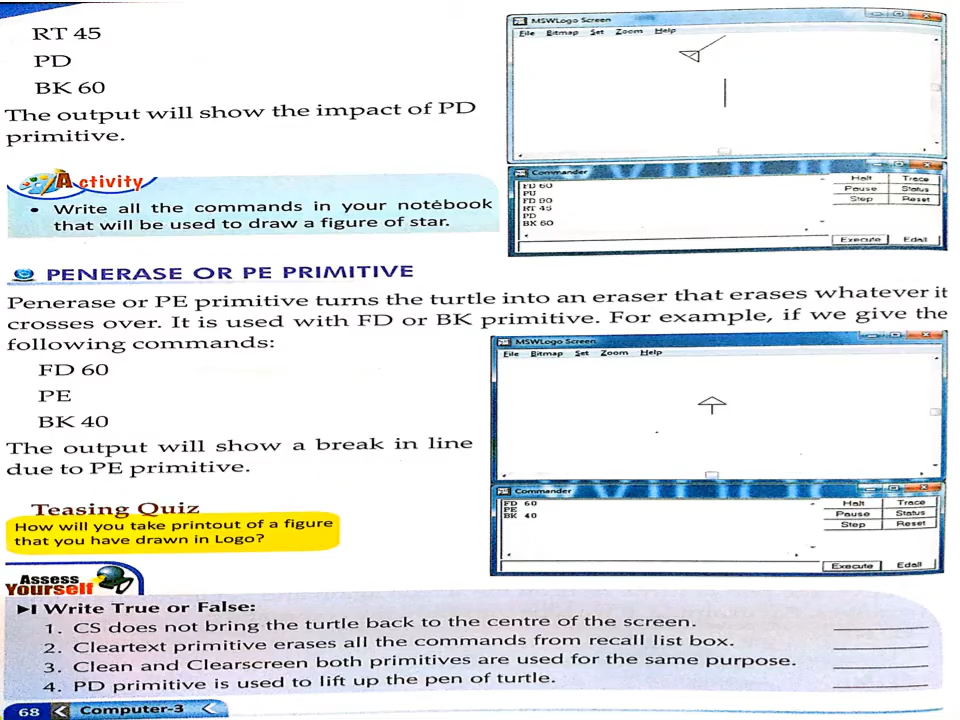 RT 45
PD
BK 60
The output will show the impact of PD
primitive.
MSWLogo Screen
File Bitmap Set Zoom Help
Commander
FD 60
PU
FD 90
RT 45
PD
BK 60
Halt Trace
Pause Status
Step Reset
Execute Edall
Activity
• Write all the commands in your notebook
that will be used to draw a figure of star.
PENERASE OR PE PRIMITIVE
Penerase or PE primitive turns the turtle into an eraser that erases whatever it
crosses over. It is used with FD or BK primitive. For example, if we give the
following commands:
FD 60
PE
BK 40
The output will show a break in line
due to PE primitive.
MSWLogo Screen
File Bitmap Set Zoom Help
Commander
FD 60
PE
BK 40
Halt Trace
Pause Status
Step Reset
Execute Edall
Teasing Quiz
How will you take printout of a figure
that you have drawn in Logo?
Assess
Yourself
I Write True or False:
1. CS does not bring the turtle back to the centre of the screen.
2. Cleartext primitive erases all the commands from recall list box.
3. Clean and Clearscreen both primitives are used for the same purpose.
4. PD primitive is used to lift up the pen of turtle.
68 Computer-3